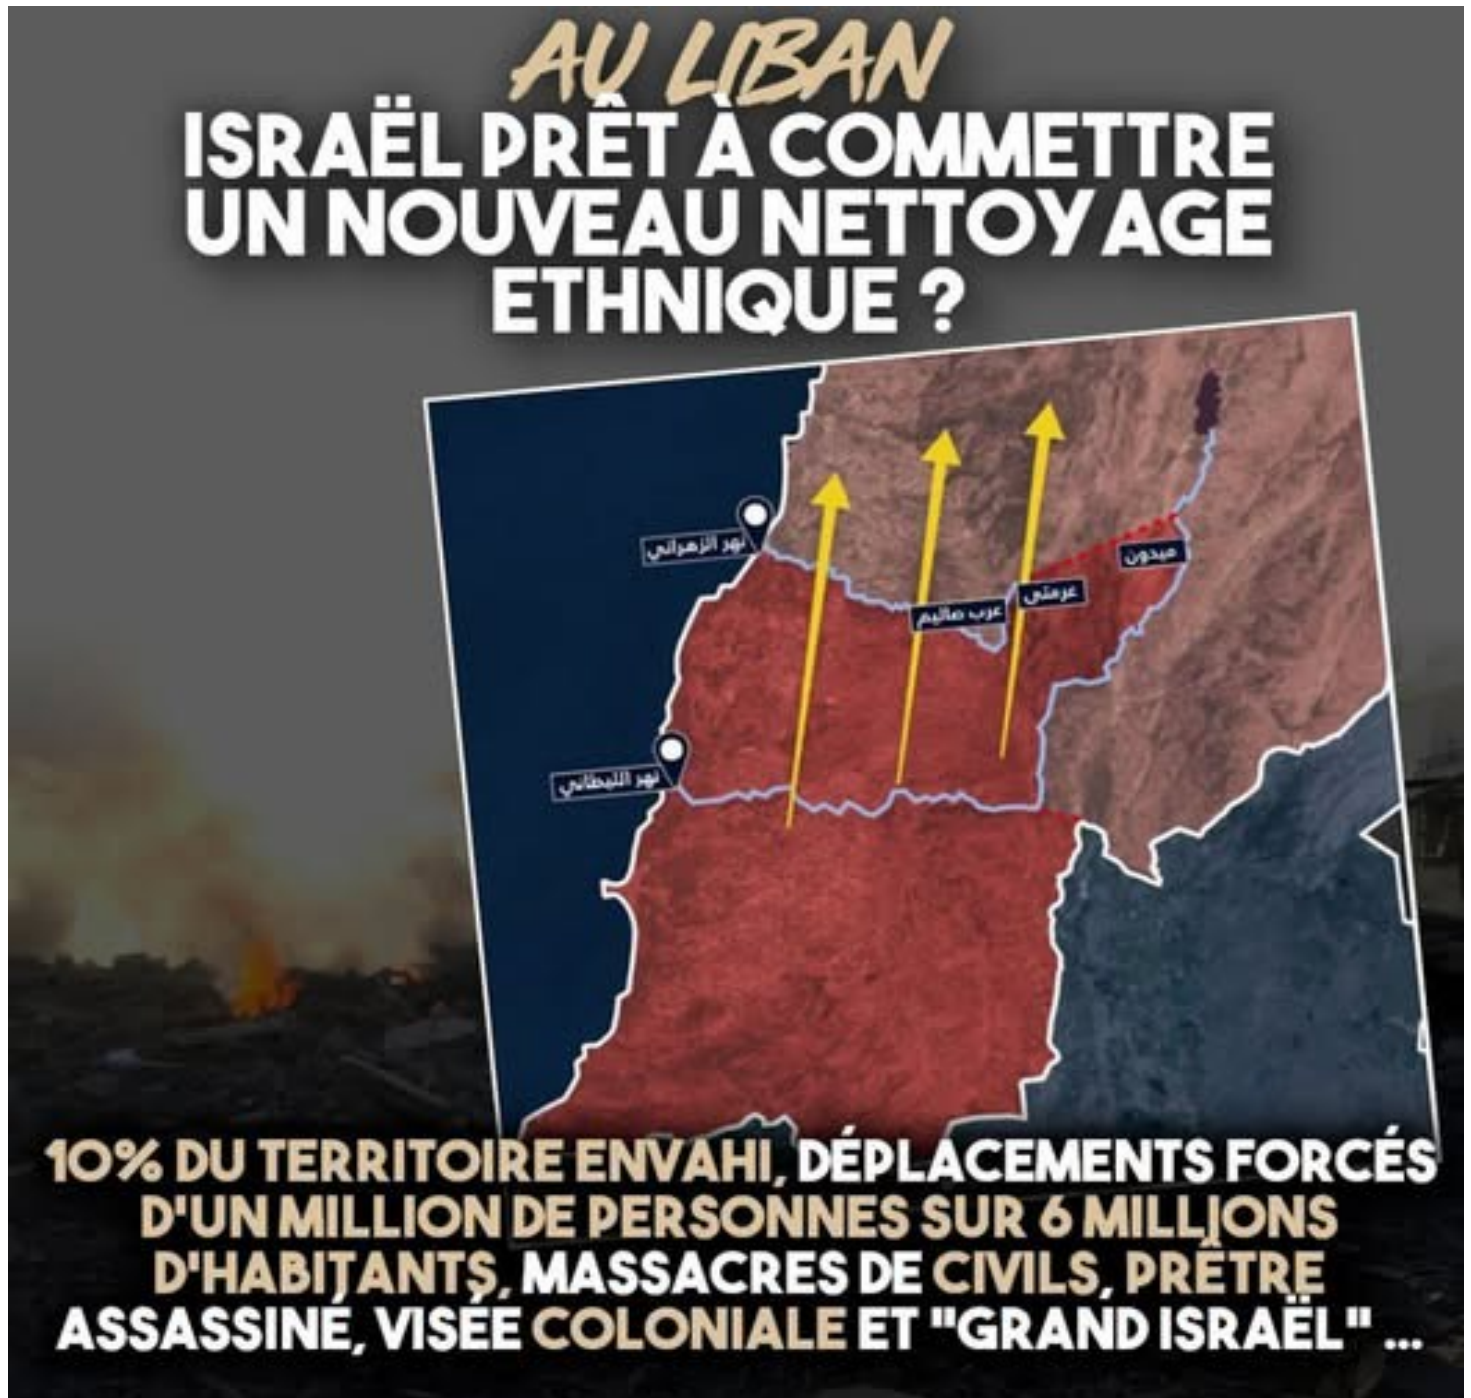 AU LIBAN
ISRAËL PRÊT À COMMETTRE
UN NOUVEAU NETTOYAGE
ETHNIQUE ?
نهر الزهراني
ميدون
عرمتى
عرب صاليم
نهر الليطاني
10% DU TERRITOIRE ENVAHI, DÉPLACEMENTS FORCÉS
D'UN MILLION DE PERSONNES SUR 6 MILLIONS
D'HABITANTS, MASSACRES DE CIVILS, PRÊTRE
ASSASSINÉ, VISÉE COLONIALE ET "GRAND ISRAËL" ...